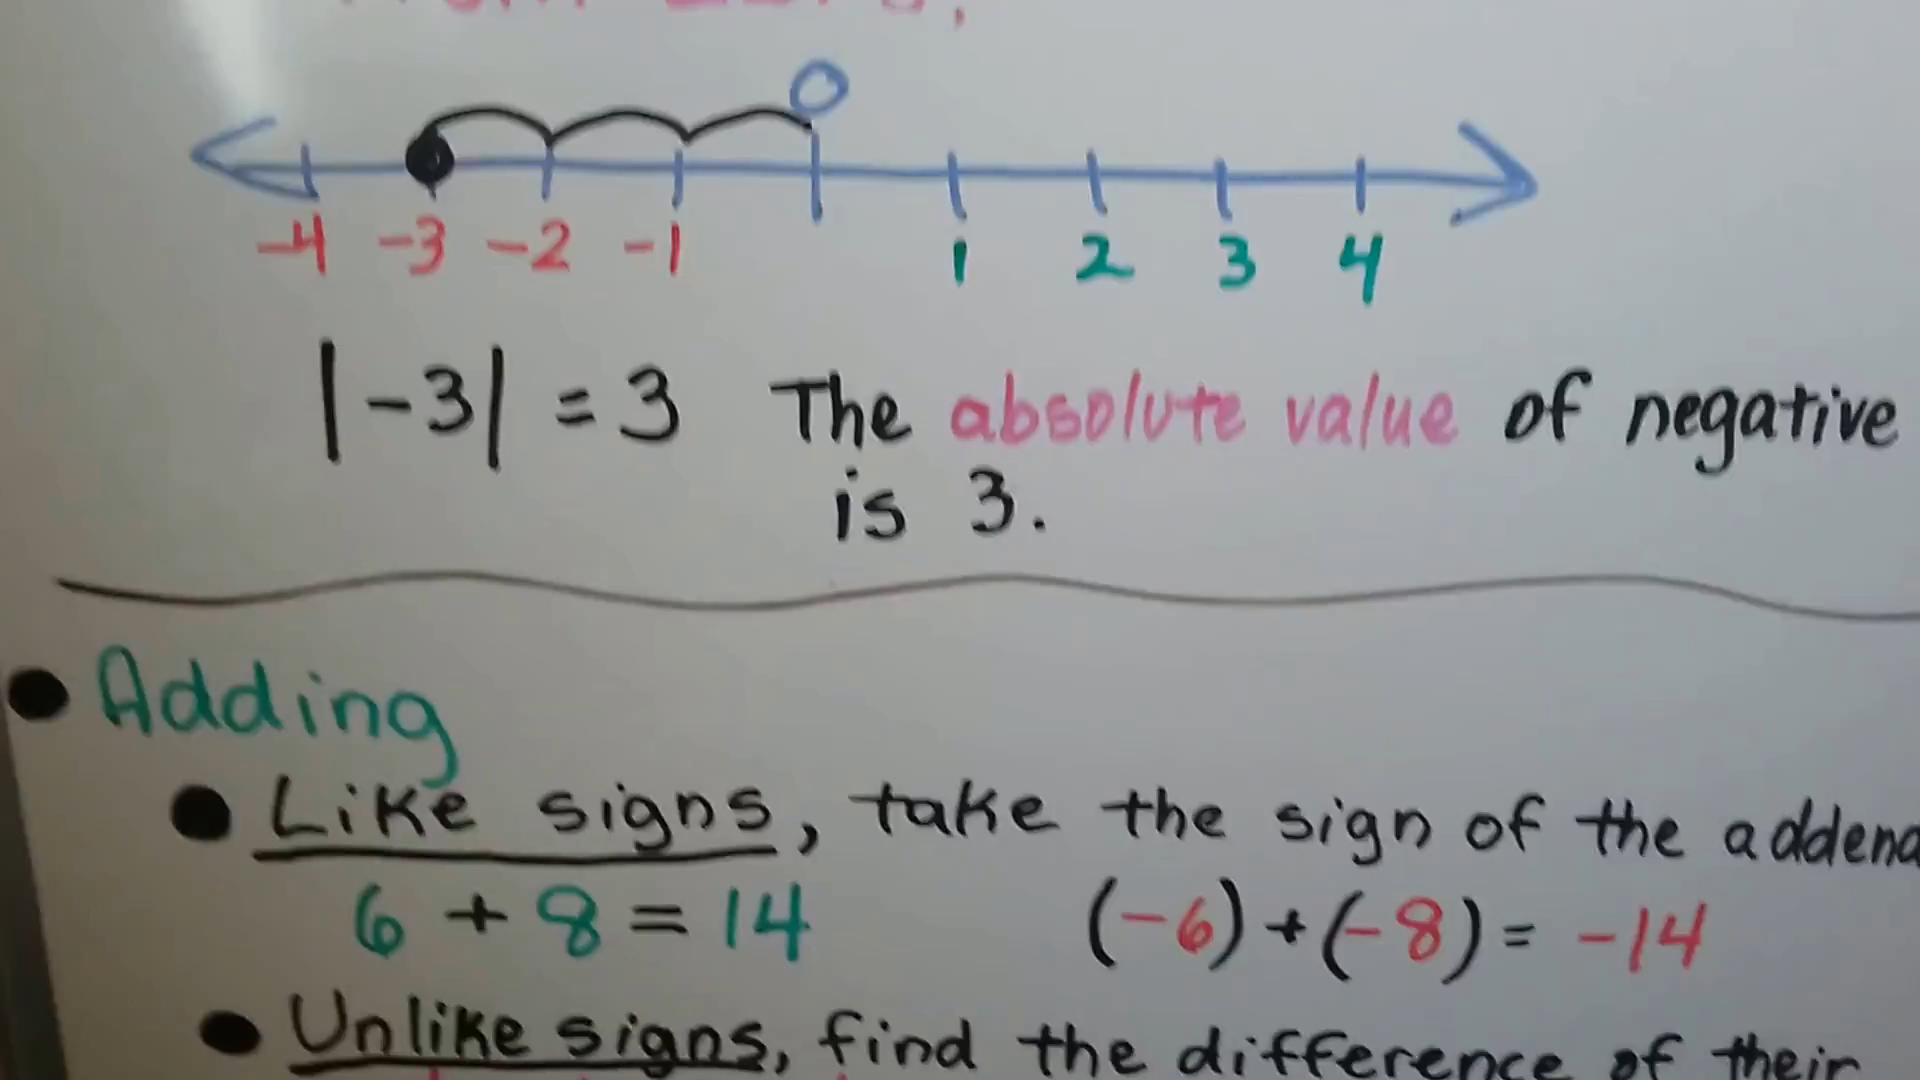 0
-4 -3 -2 -1 1 2 3 4
|-3| = 3 The absolute value of negative
is 3.
Adding
Like signs, take the sign of the
6 + 8 = 14 (-6) + (-8) = -14
Unlike signs, find the difference of their